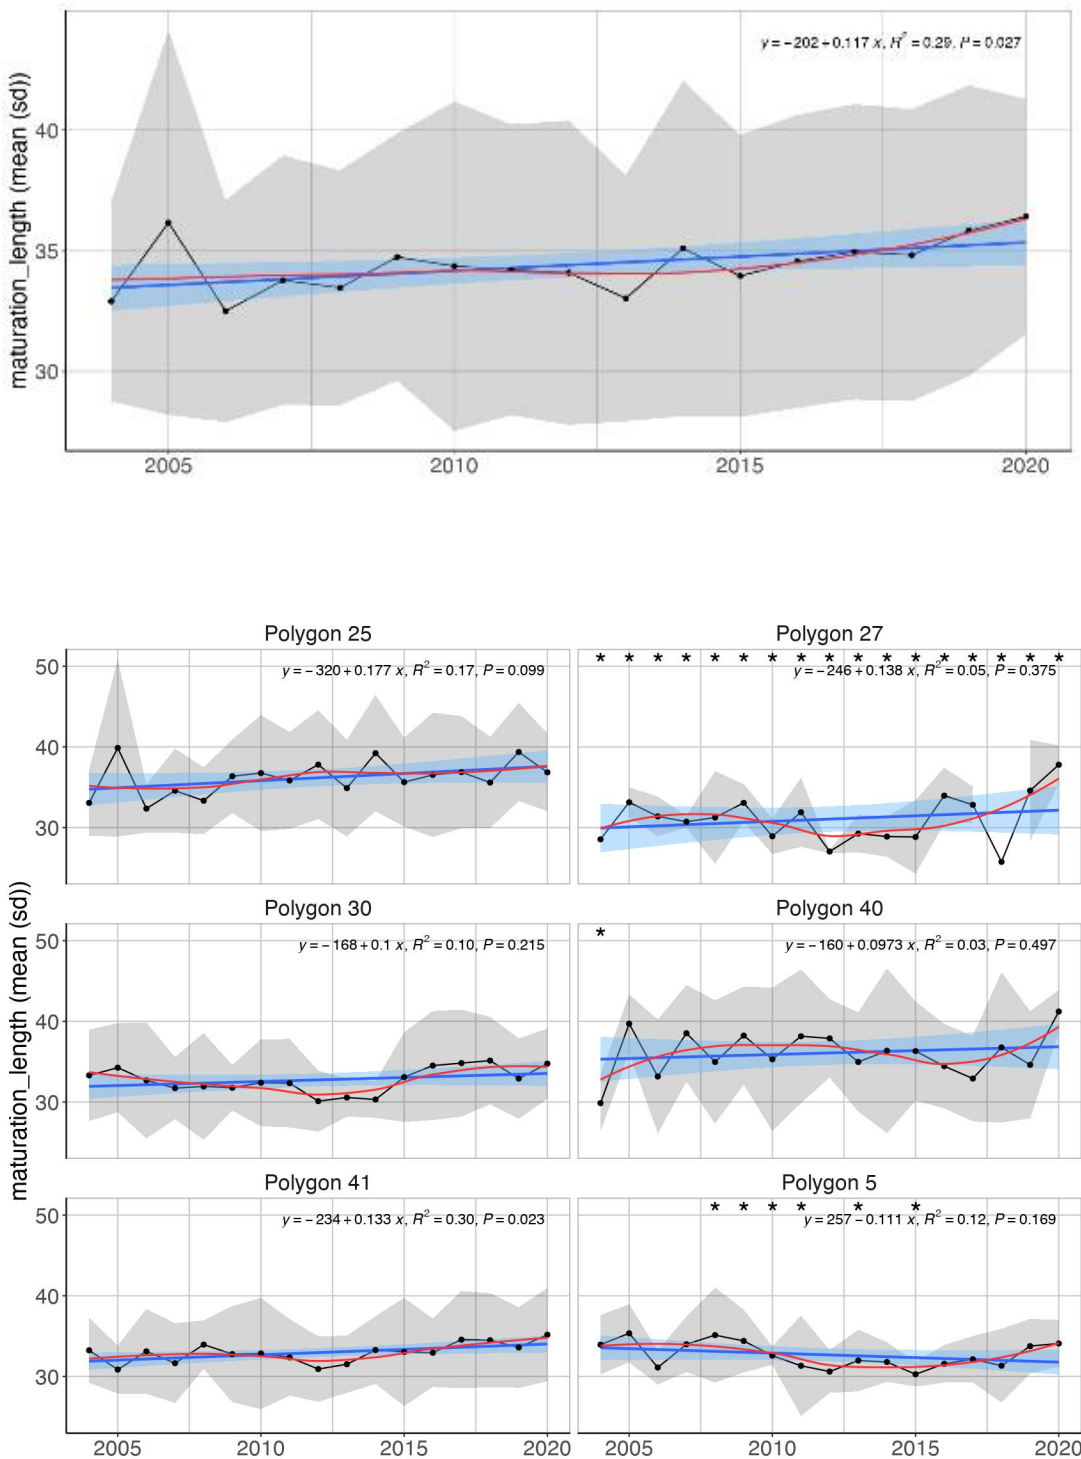 maturation_length (mean (sd))
y = −202 + 0.117 x, R² = 0.29, P = 0.027
40
35
30
2005 2010 2015 2020
maturation_length (mean (sd))
Polygon 25 Polygon 27
* * * * * * * * * * * * * * * * *
50 y = −320 + 0.177 x, R² = 0.17, P = 0.099 y = −246 + 0.138 x, R² = 0.05, P = 0.375
40
30
Polygon 30 Polygon 40
*
50 y = −168 + 0.1 x, R² = 0.10, P = 0.215 y = −160 + 0.0973 x, R² = 0.03, P = 0.497
40
30
Polygon 41 Polygon 5
* * * * * *
50 y = −234 + 0.133 x, R² = 0.30, P = 0.023 y = 257 − 0.111 x, R² = 0.12, P = 0.169
40
30
2005 2010 2015 2020 2005 2010 2015 2020